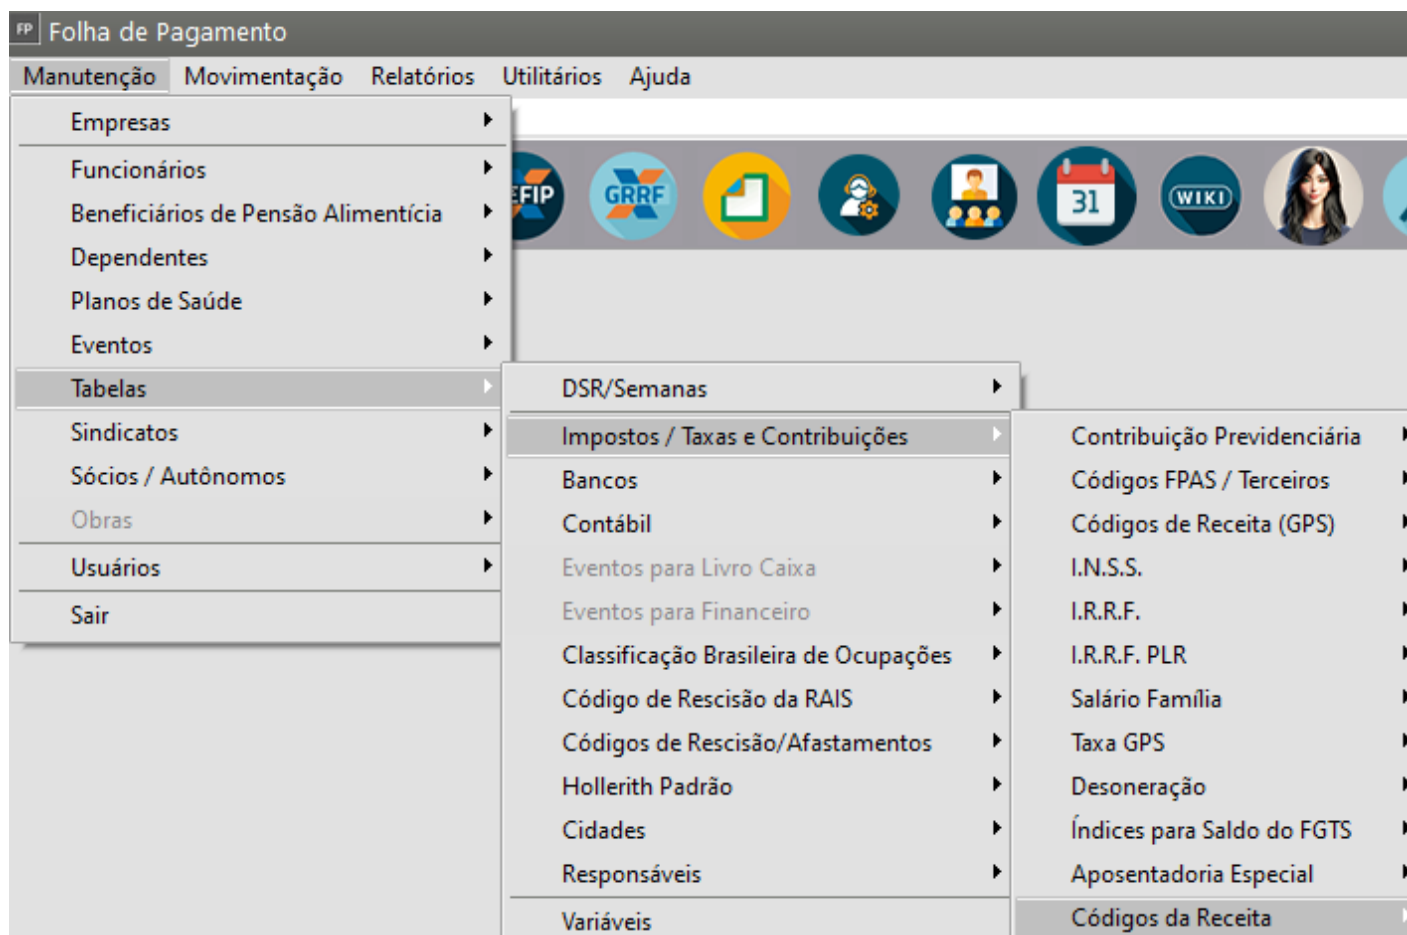 FP Folha de Pagamento
Manutenção Movimentação Relatórios Utilitários Ajuda
Empresas
Funcionários
Beneficiários de Pensão Alimentícia
Dependentes
Planos de Saúde
Eventos
Tabelas
Sindicatos
Sócios / Autônomos
Obras
Usuários
Sair
EFIP
GRRF
31
WIKI
DSR/Semanas
Impostos / Taxas e Contribuições
Bancos
Contábil
Eventos para Livro Caixa
Eventos para Financeiro
Classificação Brasileira de Ocupações
Código de Rescisão da RAIS
Códigos de Rescisão/Afastamentos
Hollerith Padrão
Cidades
Responsáveis
Variáveis
Contribuição Previdenciária
Códigos FPAS / Terceiros
Códigos de Receita (GPS)
I.N.S.S.
I.R.R.F.
I.R.R.F. PLR
Salário Família
Taxa GPS
Desoneração
Índices para Saldo do FGTS
Aposentadoria Especial
Códigos da Receita